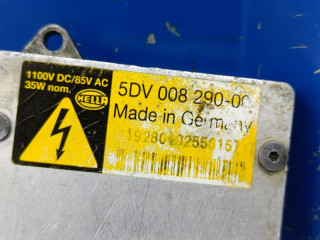 1100V DC/85V AC
35W nom.
HELLA
5DV 008 290-00
Made in Germany